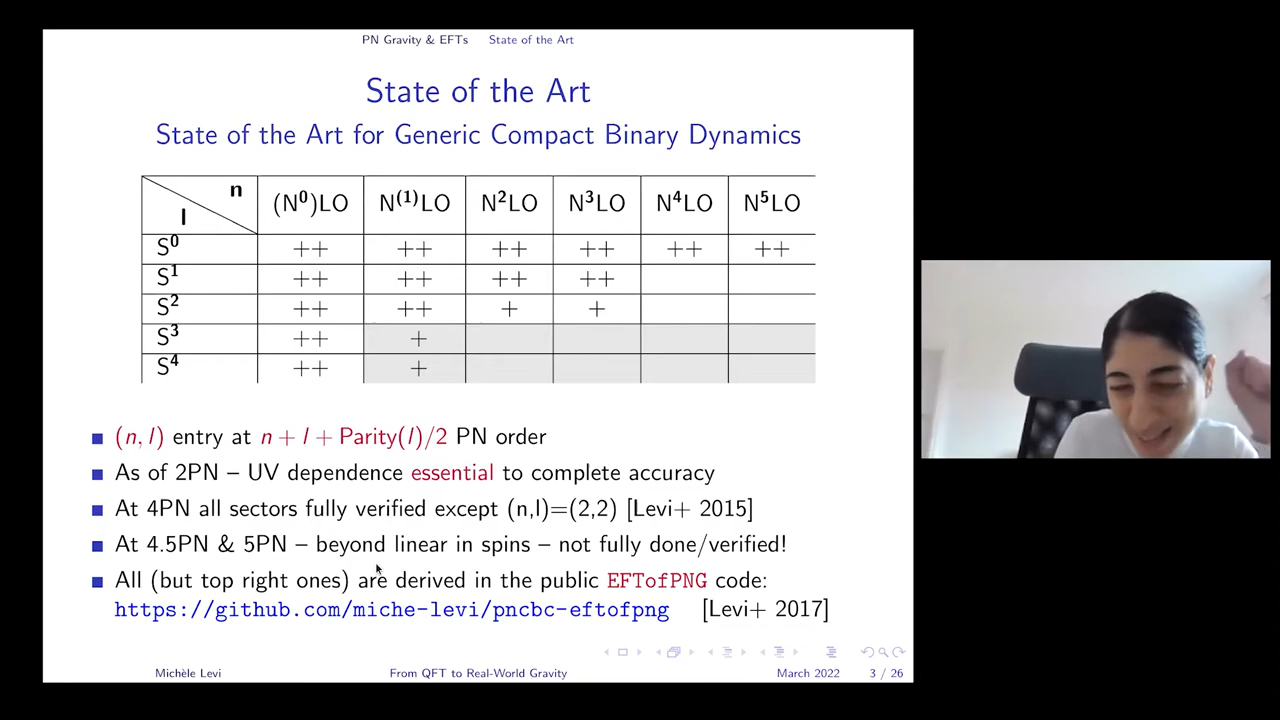 PN Gravity & EFTs State of the Art
State of the Art
State of the Art for Generic Compact Binary Dynamics
n
l
(N⁰)LO N⁽¹⁾LO N²LO N³LO N⁴LO N⁵LO
S⁰ ++ ++ ++ ++ ++ ++
S¹ ++ ++ ++ ++
S² ++ ++ + +
S³ ++ +
S⁴ ++ +
(n, l) entry at n + l + Parity(l)/2 PN order
As of 2PN – UV dependence essential to complete accuracy
At 4PN all sectors fully verified except (n,l)=(2,2) [Levi+ 2015]
At 4.5PN & 5PN – beyond linear in spins – not fully done/verified!
All (but top right ones) are derived in the public EFTofPNG code:
https://github.com/miche-levi/pncbc-eftofpng [Levi+ 2017]
Michèle Levi From QFT to Real-World Gravity March 2022 3 / 26